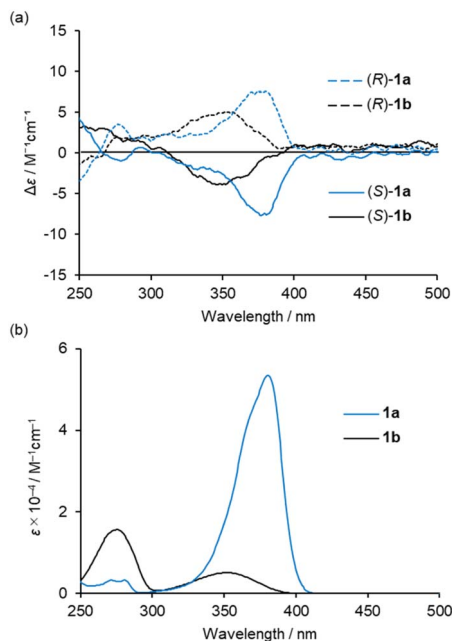 (a)
15
10
5
0
-5
-10
-15
Δε / M⁻¹cm⁻¹
(R)-1a
(R)-1b
(S)-1a
(S)-1b
250 300 350 400 450 500
Wavelength / nm
(b)
6
4
2
0
ε × 10⁻⁴ / M⁻¹cm⁻¹
1a
1b
250 300 350 400 450 500
Wavelength / nm